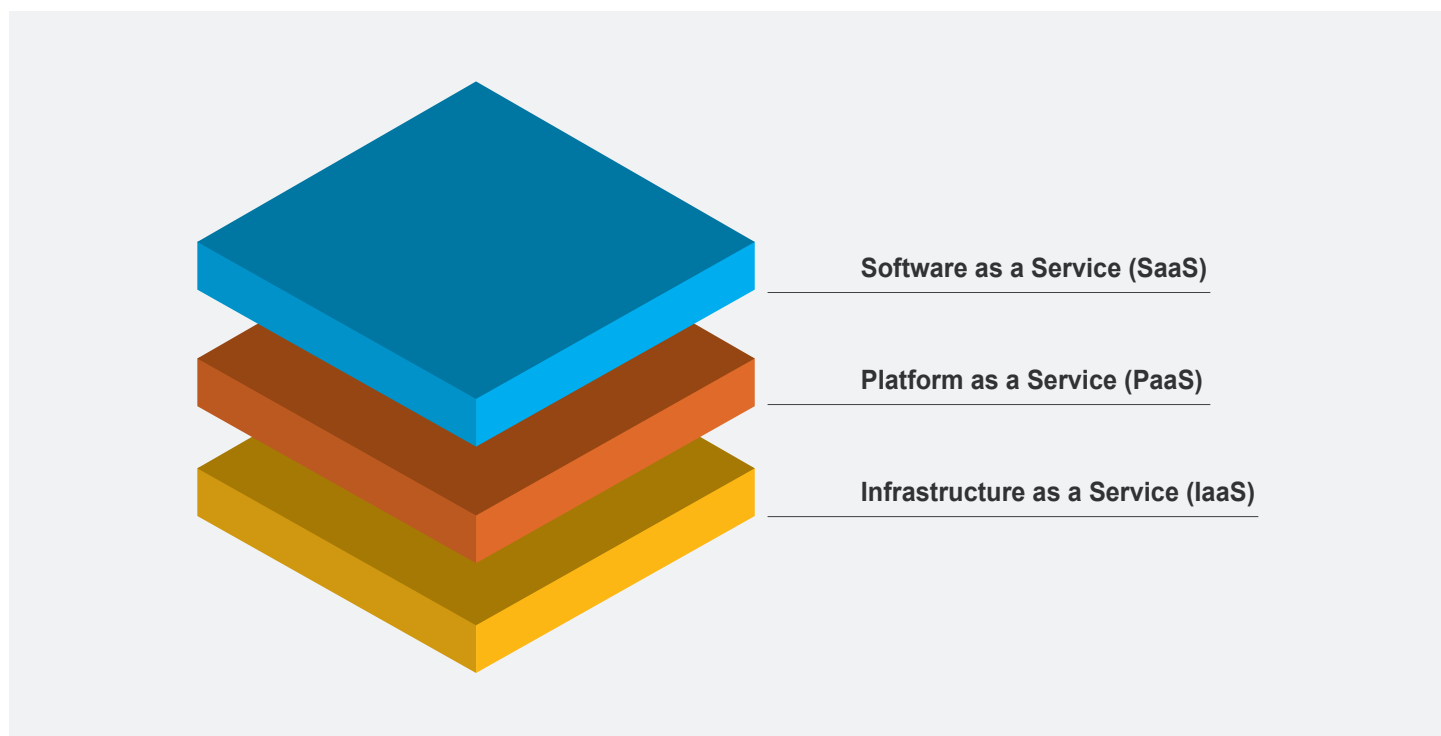 Software as a Service (SaaS)
Platform as a Service (PaaS)
Infrastructure as a Service (IaaS)